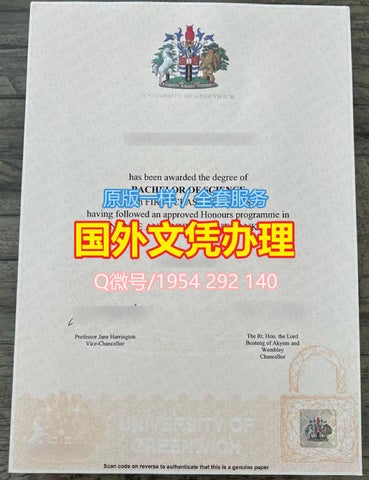 UNIVERSITY OF GREENWICH
has been awarded the degree of
BACHELOR OF SCIENCE
原版一样／全套服务
having followed an approved Honours programme in
国外文凭办理
Q微号/1954 292 140
Professor Jane Harrington
Vice-Chancellor
The Rt. Hon. the Lord
Boateng of Akyem and
Wembley
Chancellor
UNIVERSITY OF
GREENWICH
Scan code on reverse to authenticate that this is a genuine paper